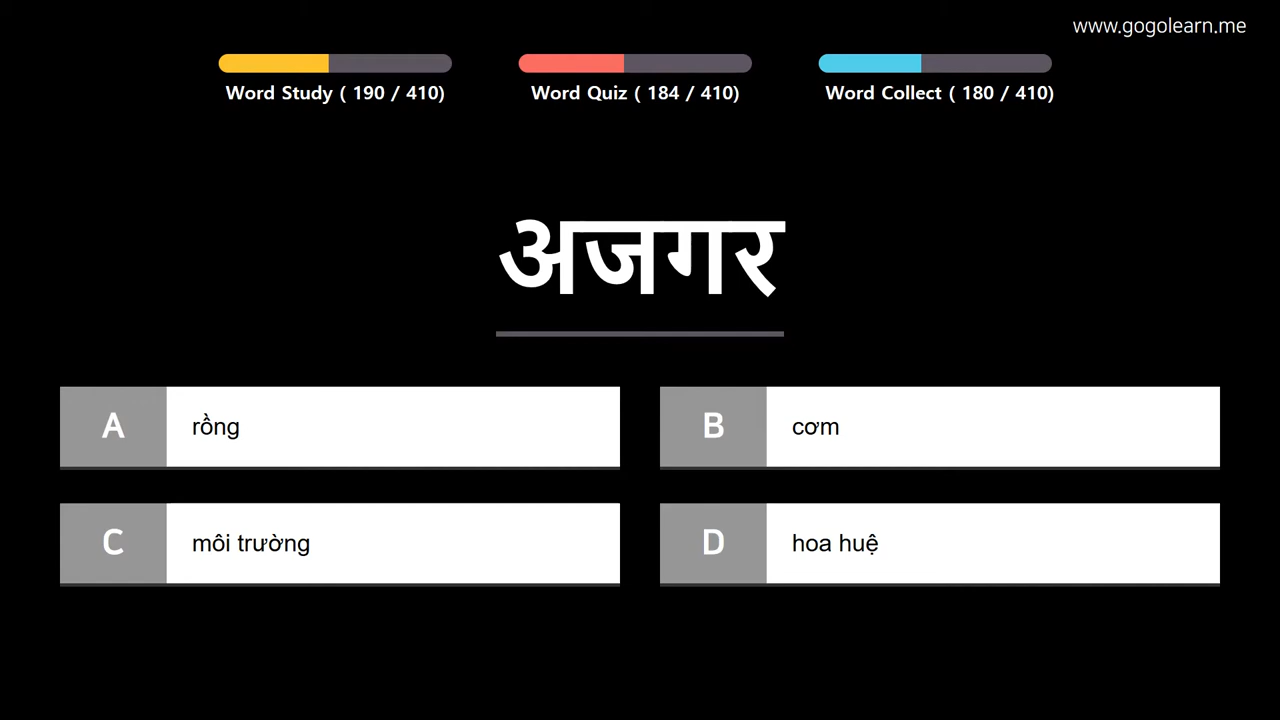 www.gogolearn.me
Word Study ( 190 / 410)
Word Quiz ( 184 / 410)
Word Collect ( 180 / 410)
अजगर
A
rồng
B
cơm
C
môi trường
D
hoa huệ